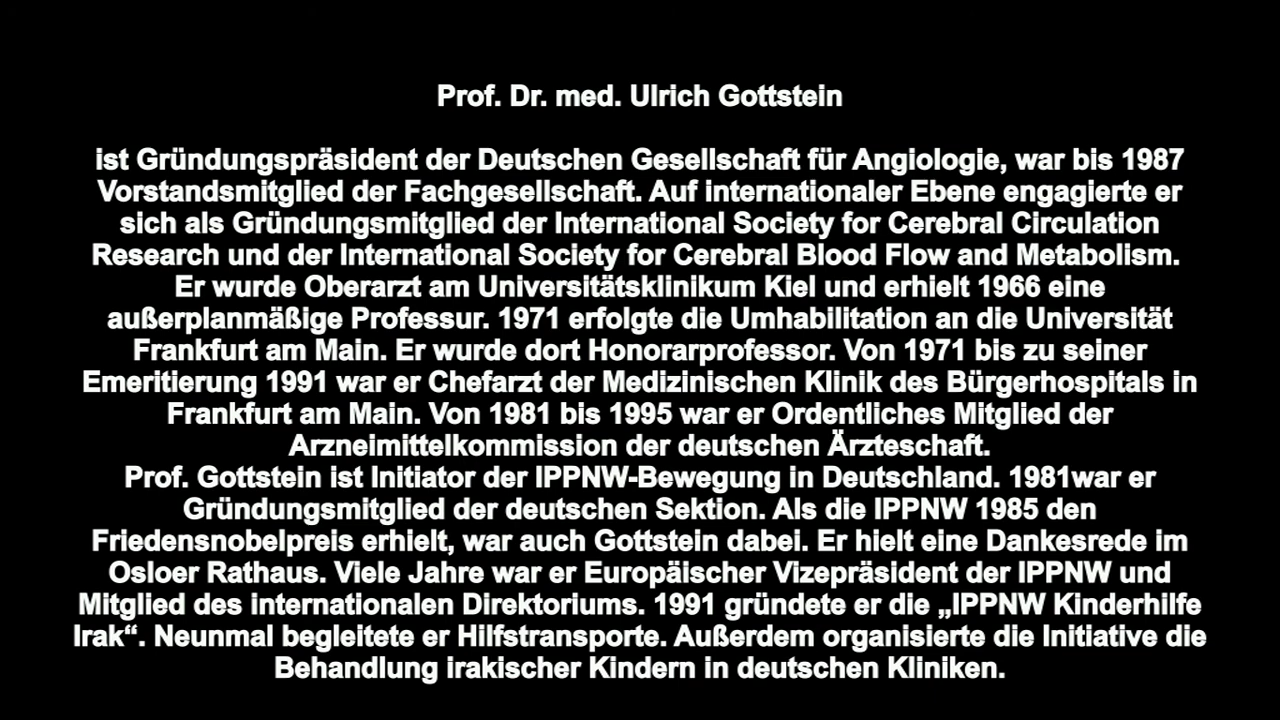 Prof. Dr. med. Ulrich Gottstein
ist Gründungspräsident der Deutschen Gesellschaft für Angiologie, war bis 1987
Vorstandsmitglied der Fachgesellschaft. Auf internationaler Ebene engagierte er
sich als Gründungsmitglied der International Society for Cerebral Circulation
Research und der International Society for Cerebral Blood Flow and Metabolism.
Er wurde Oberarzt am Universitätsklinikum Kiel und erhielt 1966 eine
außerplanmäßige Professur. 1971 erfolgte die Umhabilitation an die Universität
Frankfurt am Main. Er wurde dort Honorarprofessor. Von 1971 bis zu seiner
Emeritierung 1991 war er Chefarzt der Medizinischen Klinik des Bürgerhospitals in
Frankfurt am Main. Von 1981 bis 1995 war er Ordentliches Mitglied der
Arzneimittelkommission der deutschen Ärzteschaft.
Prof. Gottstein ist Initiator der IPPNW-Bewegung in Deutschland. 1981war er
Gründungsmitglied der deutschen Sektion. Als die IPPNW 1985 den
Friedensnobelpreis erhielt, war auch Gottstein dabei. Er hielt eine Dankesrede im
Osloer Rathaus. Viele Jahre war er Europäischer Vizepräsident der IPPNW und
Mitglied des internationalen Direktoriums. 1991 gründete er die „IPPNW Kinderhilfe
Irak“. Neunmal begleitete er Hilfstransporte. Außerdem organisierte die Initiative die
Behandlung irakischer Kindern in deutschen Kliniken.